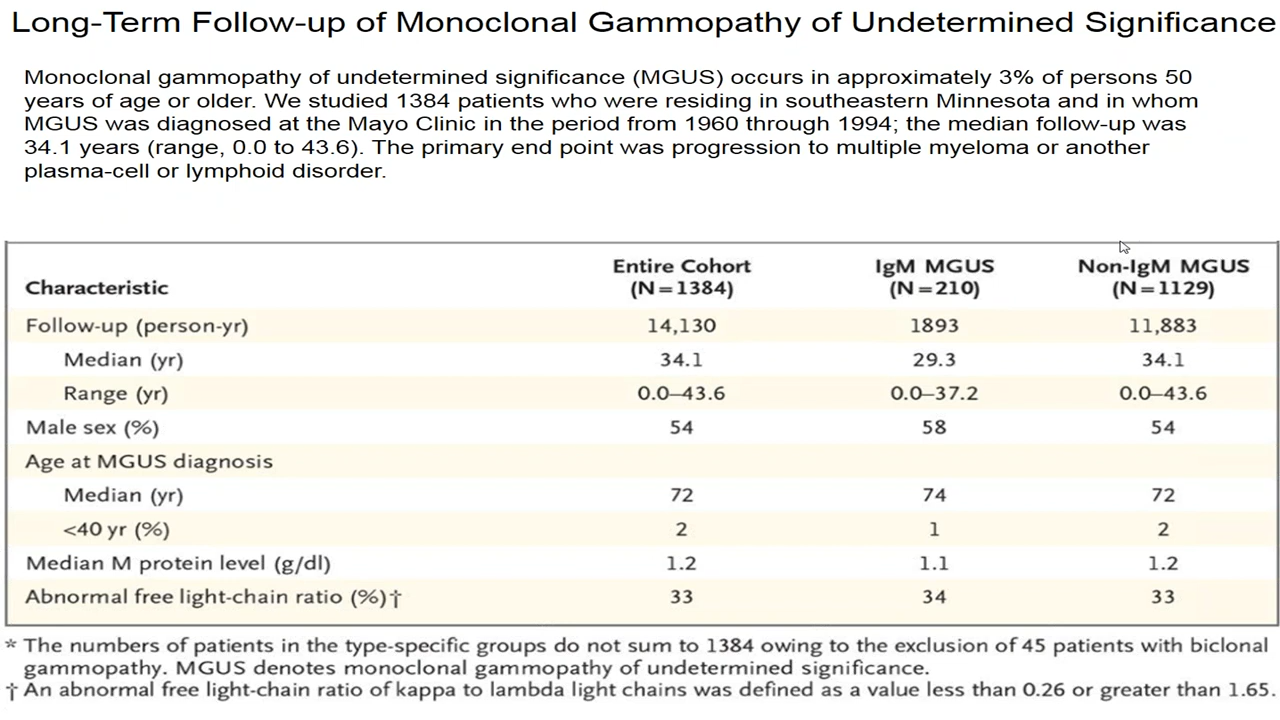 Long-Term Follow-up of Monoclonal Gammopathy of Undetermined Significance
Monoclonal gammopathy of undetermined significance (MGUS) occurs in approximately 3% of persons 50
years of age or older. We studied 1384 patients who were residing in southeastern Minnesota and in whom
MGUS was diagnosed at the Mayo Clinic in the period from 1960 through 1994; the median follow-up was
34.1 years (range, 0.0 to 43.6). The primary end point was progression to multiple myeloma or another
plasma-cell or lymphoid disorder.
Characteristic Entire Cohort (N=1384) IgM MGUS (N=210) Non-IgM MGUS (N=1129)
Follow-up (person-yr) 14,130 1893 11,883
Median (yr) 34.1 29.3 34.1
Range (yr) 0.0–43.6 0.0–37.2 0.0–43.6
Male sex (%) 54 58 54
Age at MGUS diagnosis
Median (yr) 72 74 72
<40 yr (%) 2 1 2
Median M protein level (g/dl) 1.2 1.1 1.2
Abnormal free light-chain ratio (%)† 33 34 33
* The numbers of patients in the type-specific groups do not sum to 1384 owing to the exclusion of 45 patients with biclonal
gammopathy. MGUS denotes monoclonal gammopathy of undetermined significance.
† An abnormal free light-chain ratio of kappa to lambda light chains was defined as a value less than 0.26 or greater than 1.65.